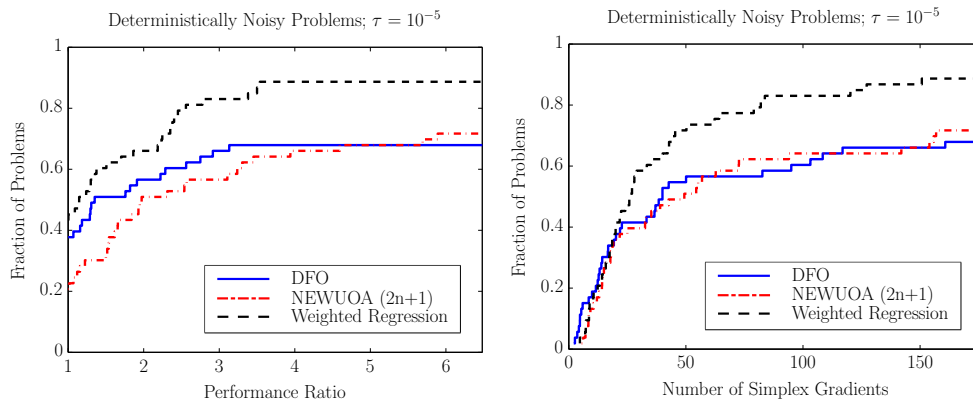 Deterministically Noisy Problems; τ = 10⁻⁵
Fraction of Problems
1
0.8
0.6
0.4
0.2
0
1 2 3 4 5 6
Performance Ratio
DFO
NEWUOA (2n+1)
Weighted Regression
Deterministically Noisy Problems; τ = 10⁻⁵
Fraction of Problems
1
0.8
0.6
0.4
0.2
0
0 50 100 150
Number of Simplex Gradients
DFO
NEWUOA (2n+1)
Weighted Regression